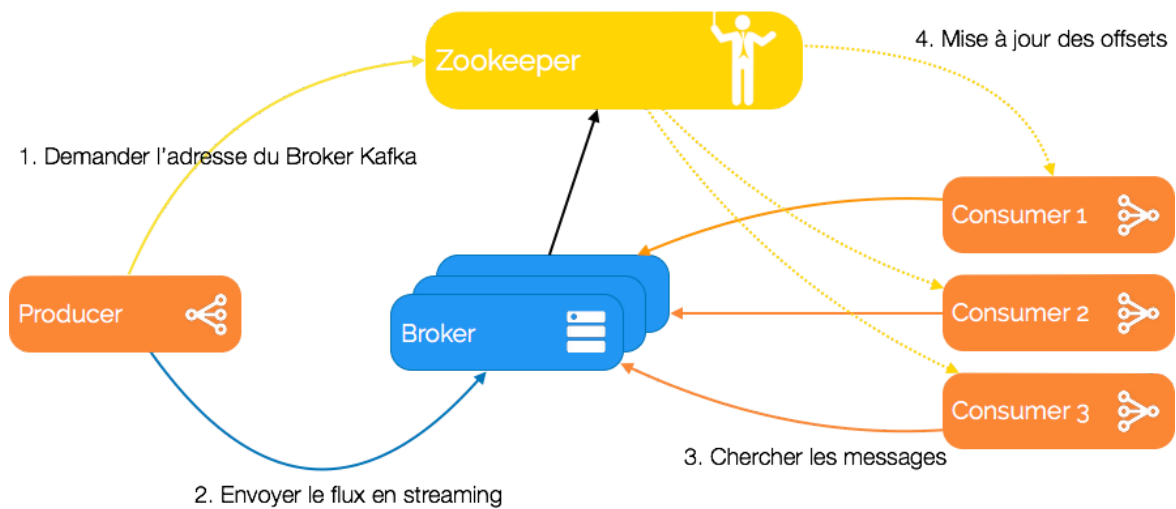 Zookeeper
4. Mise à jour des offsets
1. Demander l'adresse du Broker Kafka
Consumer 1
Producer
Broker
Consumer 2
Consumer 3
3. Chercher les messages
2. Envoyer le flux en streaming